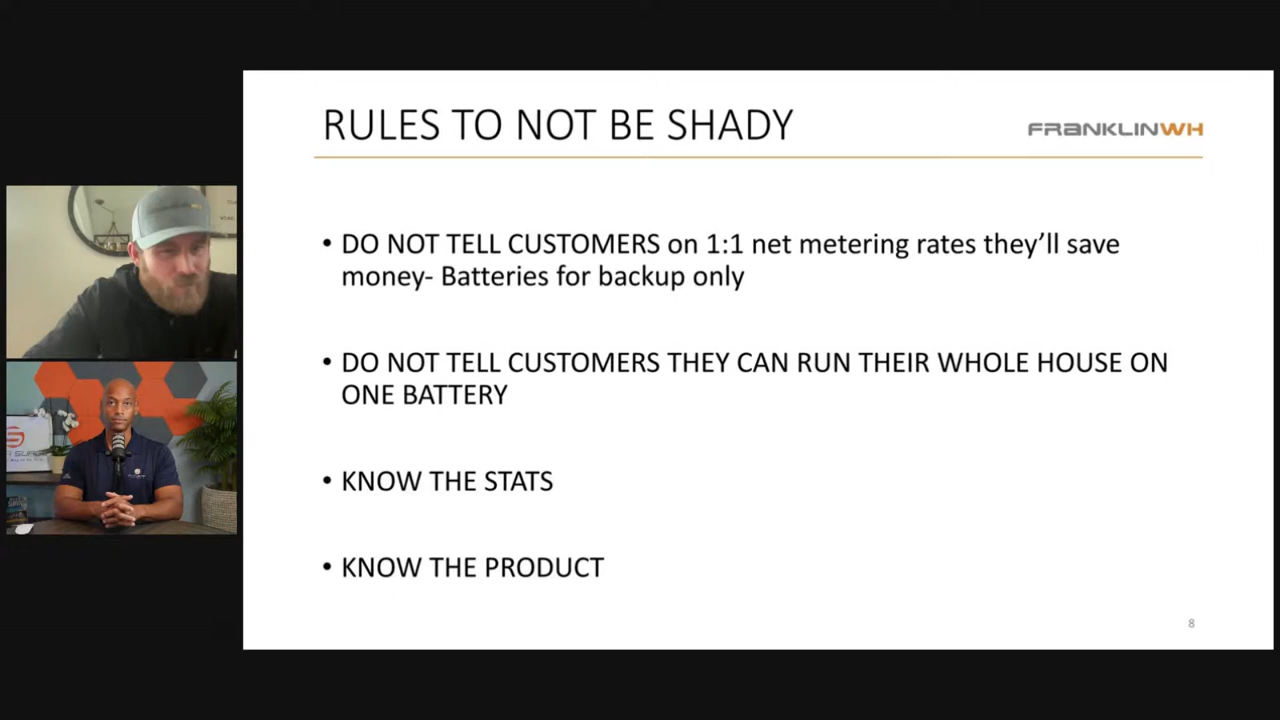 RULES TO NOT BE SHADY
FRANKLINWH
• DO NOT TELL CUSTOMERS on 1:1 net metering rates they’ll save
money- Batteries for backup only
• DO NOT TELL CUSTOMERS THEY CAN RUN THEIR WHOLE HOUSE ON
ONE BATTERY
• KNOW THE STATS
• KNOW THE PRODUCT
8